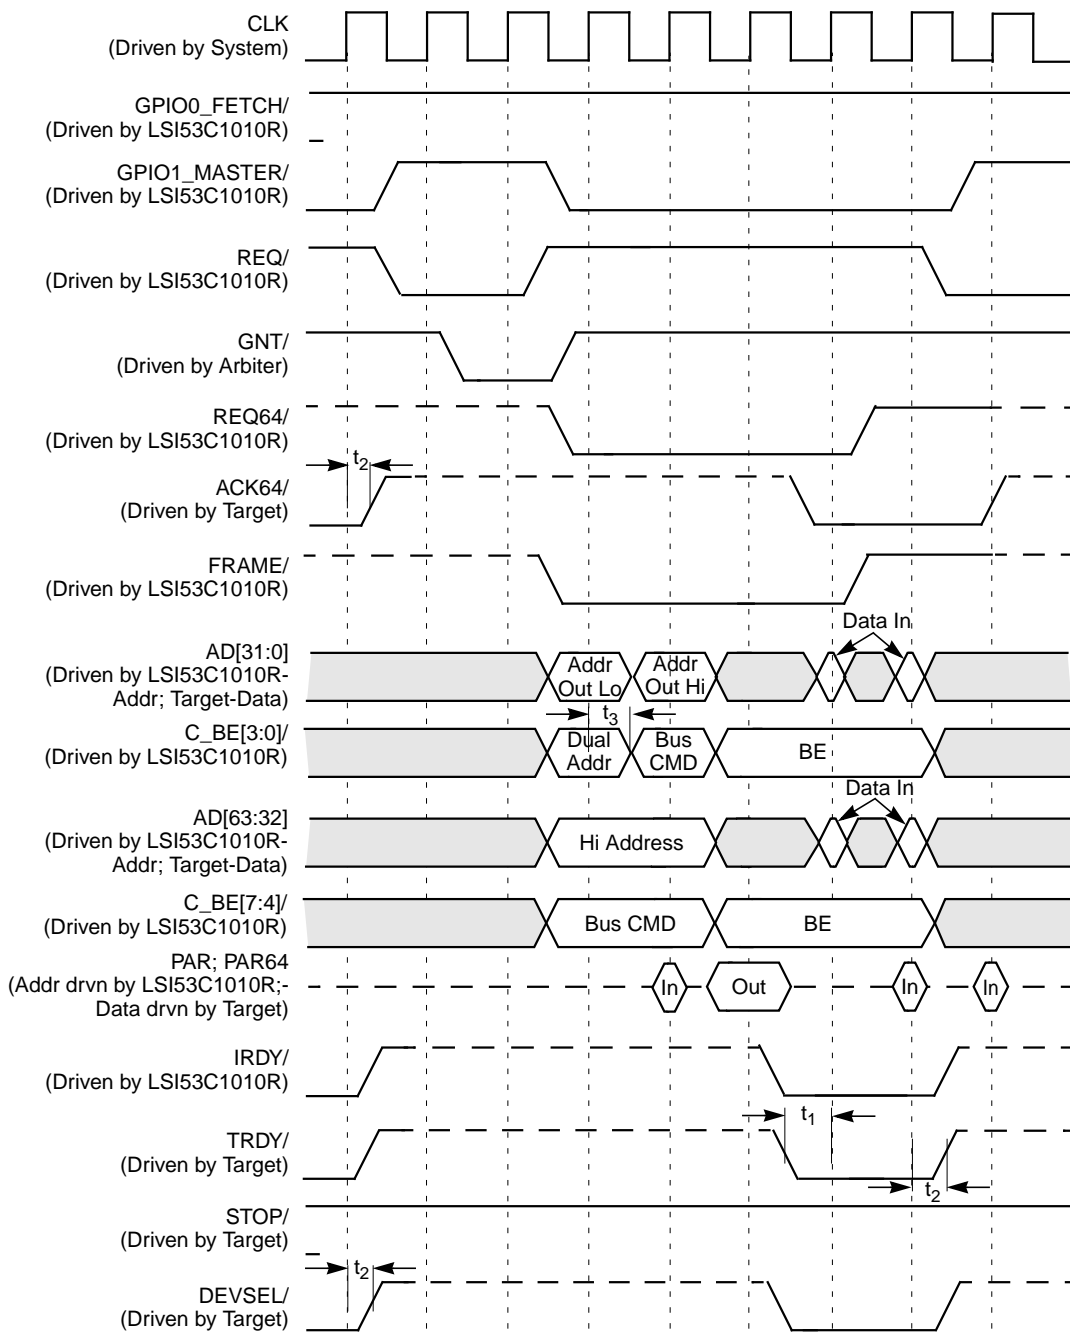 CLK
(Driven by System)
GPIO0_FETCH/
(Driven by LSI53C1010R)
GPIO1_MASTER/
(Driven by LSI53C1010R)
REQ/
(Driven by LSI53C1010R)
GNT/
(Driven by Arbiter)
REQ64/
(Driven by LSI53C1010R)
t2
ACK64/
(Driven by Target)
FRAME/
(Driven by LSI53C1010R)
Data In
AD[31:0]
(Driven by LSI53C1010R-
Addr; Target-Data)
Addr
Out Lo
Addr
Out Hi
t3
C_BE[3:0]/
(Driven by LSI53C1010R)
Dual
Addr
Bus
CMD
BE
Data In
AD[63:32]
(Driven by LSI53C1010R-
Addr; Target-Data)
Hi Address
C_BE[7:4]/
(Driven by LSI53C1010R)
Bus CMD
BE
PAR; PAR64
(Addr drvn by LSI53C1010R;-
Data drvn by Target)
In
Out
In
In
IRDY/
(Driven by LSI53C1010R)
t1
TRDY/
(Driven by Target)
t2
STOP/
(Driven by Target)
t2
DEVSEL/
(Driven by Target)